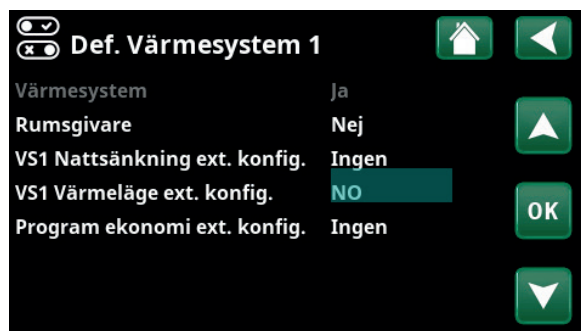 Def. Värmesystem 1
Värmesystem Ja
Rumsgivare Nej
VS1 Nattsänkning ext. konfig. Ingen
VS1 Värmeläge ext. konfig. NO
OK
Program ekonomi ext. konfig. Ingen